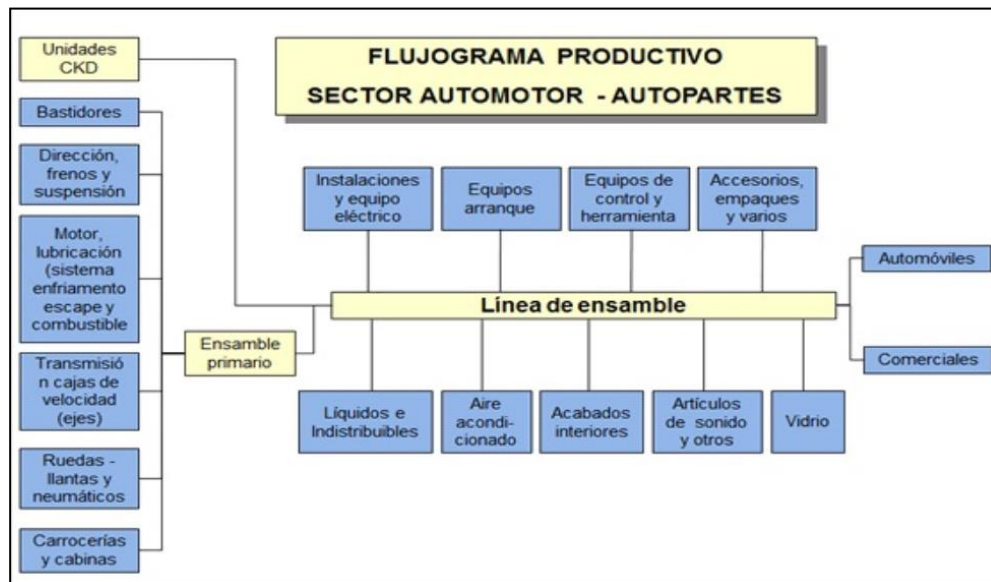 FLUJOGRAMA PRODUCTIVO
SECTOR AUTOMOTOR - AUTOPARTES
Unidades
CKD
Bastidores
Dirección,
frenos y
suspensión
Motor,
lubricación
(sistema
enfriamento
escape y
combustible
Transmisió
n cajas de
velocidad
(ejes)
Ruedas -
llantas y
neumáticos
Carrocerías
y cabinas
Ensamble
primario
Instalaciones
y equipo
eléctrico
Equipos
arranque
Equipos de
control y
herramienta
Accesorios,
empaques
y varios
Línea de ensamble
Líquidos e
Indistribuibles
Aire
acondi-
cionado
Acabados
interiores
Artículos
de sonido
y otros
Vidrio
Automóviles
Comerciales